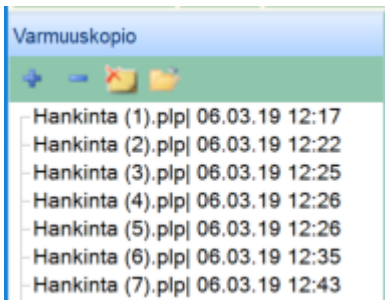 Varmuuskopio
Hankinta (1).plp| 06.03.19 12:17
Hankinta (2).plp| 06.03.19 12:22
Hankinta (3).plp| 06.03.19 12:25
Hankinta (4).plp| 06.03.19 12:26
Hankinta (5).plp| 06.03.19 12:26
Hankinta (6).plp| 06.03.19 12:35
Hankinta (7).plp| 06.03.19 12:43